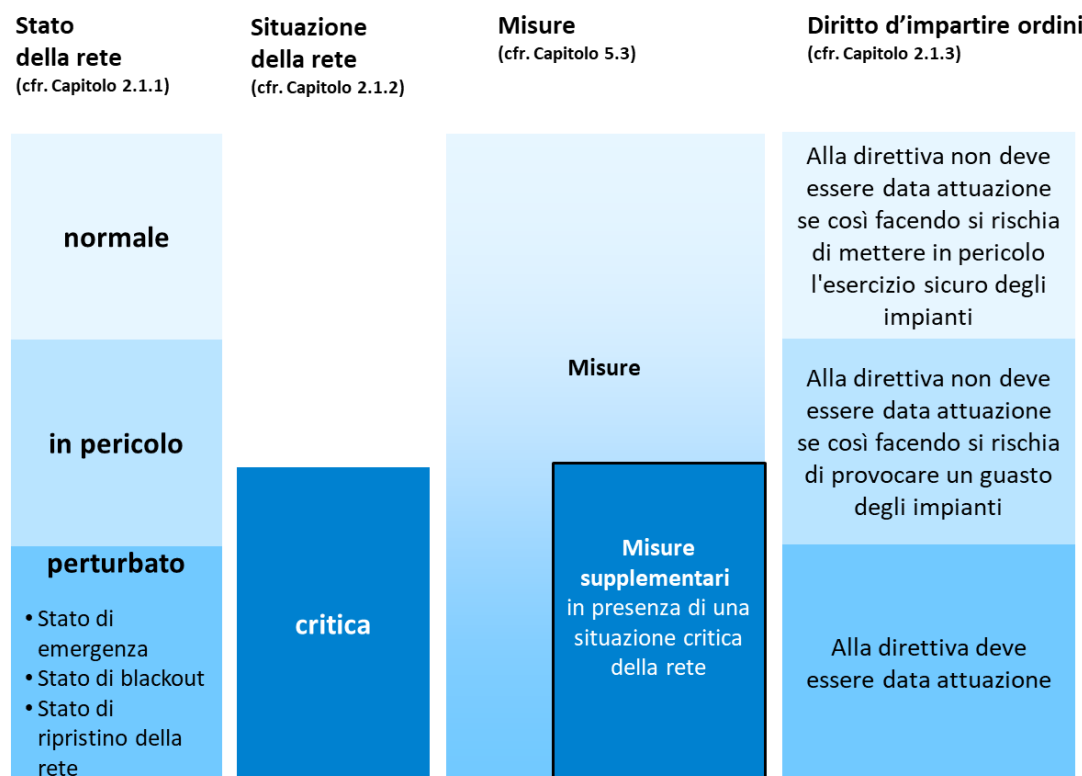 Stato
della rete
(cfr. Capitolo 2.1.1)
Situazione
della rete
(cfr. Capitolo 2.1.2)
Misure
(cfr. Capitolo 5.3)
Diritto d’impartire ordini
(cfr. Capitolo 2.1.3)
normale
in pericolo
perturbato
• Stato di
emergenza
• Stato di blackout
• Stato di
ripristino della
rete
critica
Misure
Misure
supplementari
in presenza di una
situazione critica
della rete
Alla direttiva non deve
essere data attuazione
se così facendo si rischia
di mettere in pericolo
l'esercizio sicuro degli
impianti
Alla direttiva non deve
essere data attuazione
se così facendo si rischia
di provocare un guasto
degli impianti
Alla direttiva deve
essere data attuazione